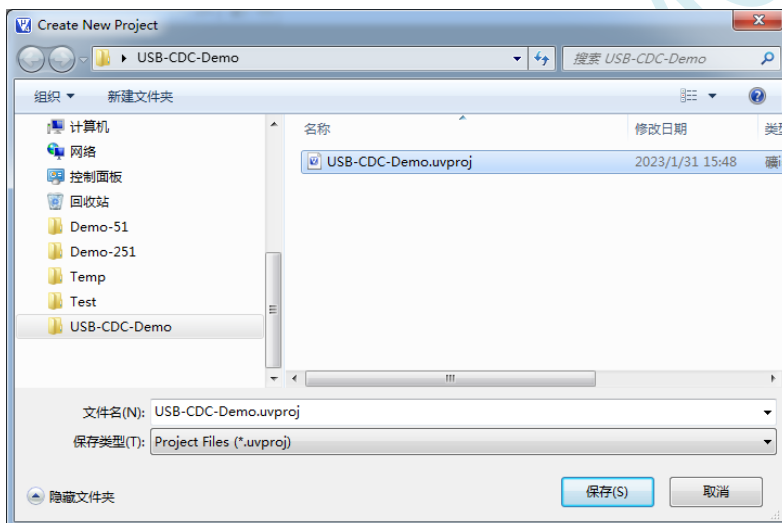 Create New Project
USB-CDC-Demo
搜索 USB-CDC-Demo
组织
新建文件夹
计算机
网络
控制面板
回收站
Demo-51
Demo-251
Temp
Test
USB-CDC-Demo
名称
修改日期
类型
USB-CDC-Demo.uvproj
2023/1/31 15:48
文件名(N):
USB-CDC-Demo.uvproj
保存类型(T):
Project Files (*.uvproj)
隐藏文件夹
保存(S)
取消